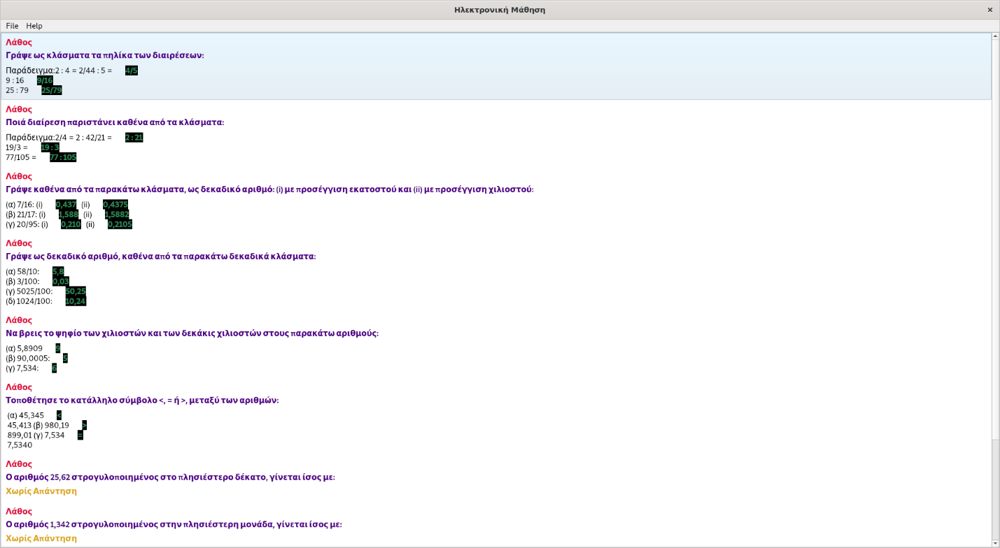 Ηλεκτρονική Μάθηση ×
File Help
Λάθος
Γράψε ως κλάσματα τα πηλίκα των διαιρέσεων:
Παράδειγμα:2 : 4 = 2/44 : 5 = 4/5
9 : 16 9/16
25 : 79 25/79
Λάθος
Ποιά διαίρεση παριστάνει καθένα από τα κλάσματα:
Παράδειγμα:2/4 = 2 : 42/21 = 2 : 21
19/3 = 19 : 3
77/105 = 77 : 105
Λάθος
Γράψε καθένα από τα παρακάτω κλάσματα, ως δεκαδικό αριθμό: (i) με προσέγγιση εκατοστού και (ii) με προσέγγιση χιλιοστού:
(α) 7/16: (i) 0,437 (ii) 0,4375
(β) 21/17: (i) 1,588 (ii) 1,5882
(γ) 20/95: (i) 0,210 (ii) 0,2105
Λάθος
Γράψε ως δεκαδικό αριθμό, καθένα από τα παρακάτω δεκαδικά κλάσματα:
(α) 58/10: 5,8
(β) 3/100: 0,03
(γ) 5025/100: 50,25
(δ) 1024/100: 10,24
Λάθος
Να βρεις το ψηφίο των χιλιοστών και των δεκάκις χιλιοστών στους παρακάτω αριθμούς:
(α) 5,8909 9
(β) 90,0005: 5
(γ) 7,534: 6
Λάθος
Τοποθέτησε το κατάλληλο σύμβολο <, = ή >, μεταξύ των αριθμών:
(α) 45,345 <
45,413 (β) 980,19 >
899,01 (γ) 7,534 =
7,5340
Λάθος
Ο αριθμός 25,62 στρογυλοποιημένος στο πλησιέστερο δέκατο, γίνεται ίσος με:
Χωρίς Απάντηση
Λάθος
Ο αριθμός 1,342 στρογυλοποιημένος στην πλησιέστερη μονάδα, γίνεται ίσος με:
Χωρίς Απάντηση